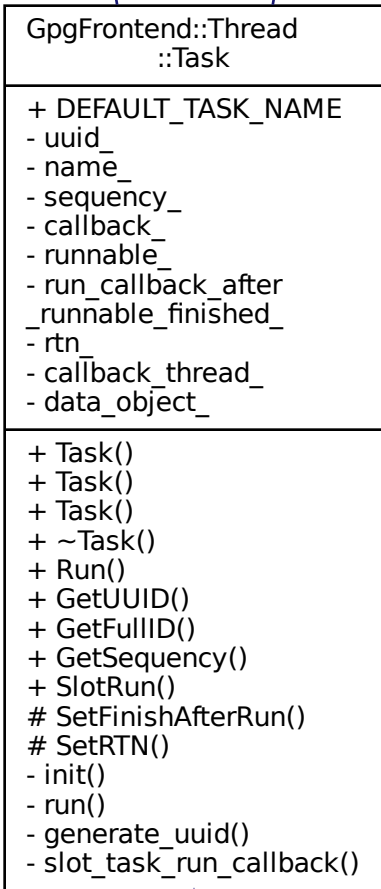 GpgFrontend::Thread
::Task
+ DEFAULT_TASK_NAME
- uuid_
- name_
- sequency_
- callback_
- runnable_
- run_callback_after
_runnable_finished_
- rtn_
- callback_thread_
- data_object_
+ Task()
+ Task()
+ Task()
+ ~Task()
+ Run()
+ GetUUID()
+ GetFullID()
+ GetSequency()
+ SlotRun()
# SetFinishAfterRun()
# SetRTN()
- init()
- run()
- generate_uuid()
- slot_task_run_callback()